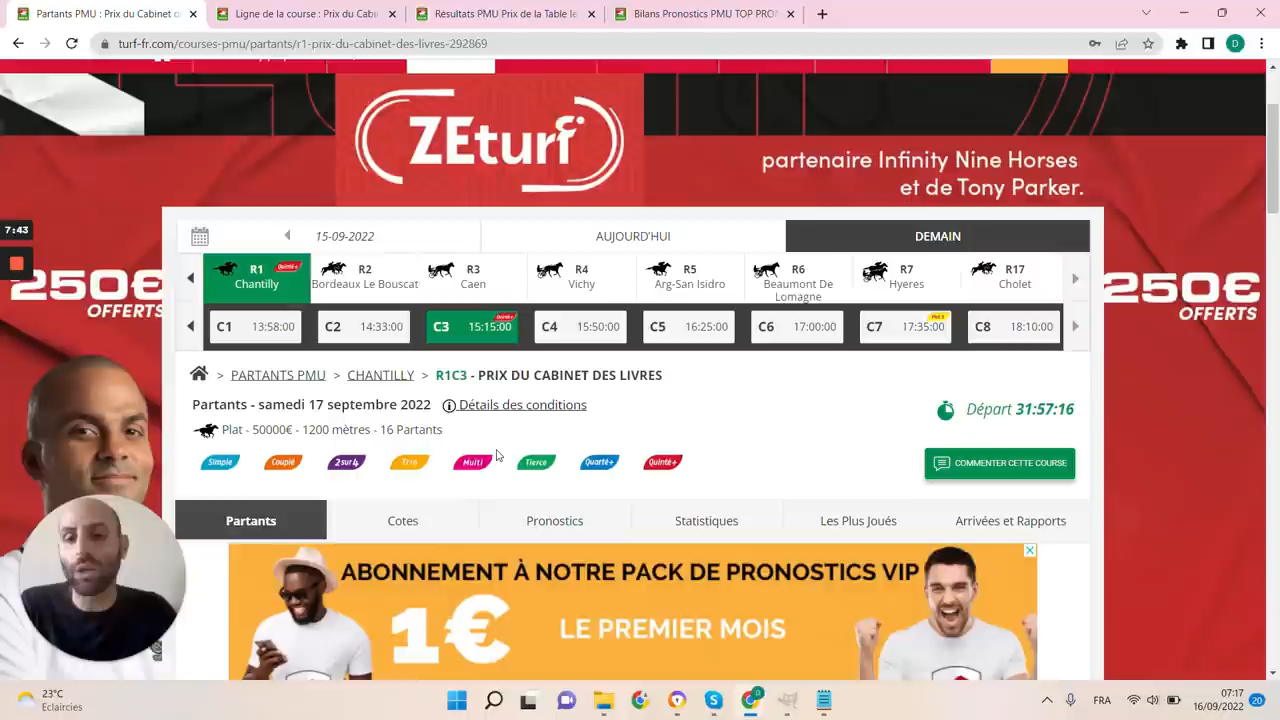 Partants PMU : Prix du Cabinet d
Ligne de la course : Prix du Cabi
Résultats PMU Prix de la Table le
Bilans Pronostics PMU TOP PRON
turf-fr.com/courses-pmu/partants/r1-prix-du-cabinet-des-livres-292869
D
ZEturf
partenaire Infinity Nine Horses
et de Tony Parker.
7:43
250€
OFFERTS
250€
OFFERTS
15-09-2022
AUJOURD'HUI
DEMAIN
R1 Quinté+
Chantilly
R2
Bordeaux Le Bouscat
R3
Caen
R4
Vichy
R5
Arg-San Isidro
R6
Beaumont De
Lomagne
R7
Hyeres
R17
Cholet
C1 13:58:00
C2 14:33:00
C3 15:15:00 Quinté+
C4 15:50:00
C5 16:25:00
C6 17:00:00
C7 17:35:00
C8 18:10:00
> PARTANTS PMU > CHANTILLY > R1C3 - PRIX DU CABINET DES LIVRES
Partants - samedi 17 septembre 2022 Détails des conditions
Départ 31:57:16
Plat - 50000€ - 1200 mètres - 16 Partants
Simple Couplé 2sur4 Trio Multi Tiercé Quarté+ Quinté+
COMMENTER CETTE COURSE
Partants
Cotes
Pronostics
Statistiques
Les Plus Joués
Arrivées et Rapports
ABONNEMENT À NOTRE PACK DE PRONOSTICS VIP
1€ LE PREMIER MOIS
23°C
Eclaircies
FRA
07:17
16/09/2022
20